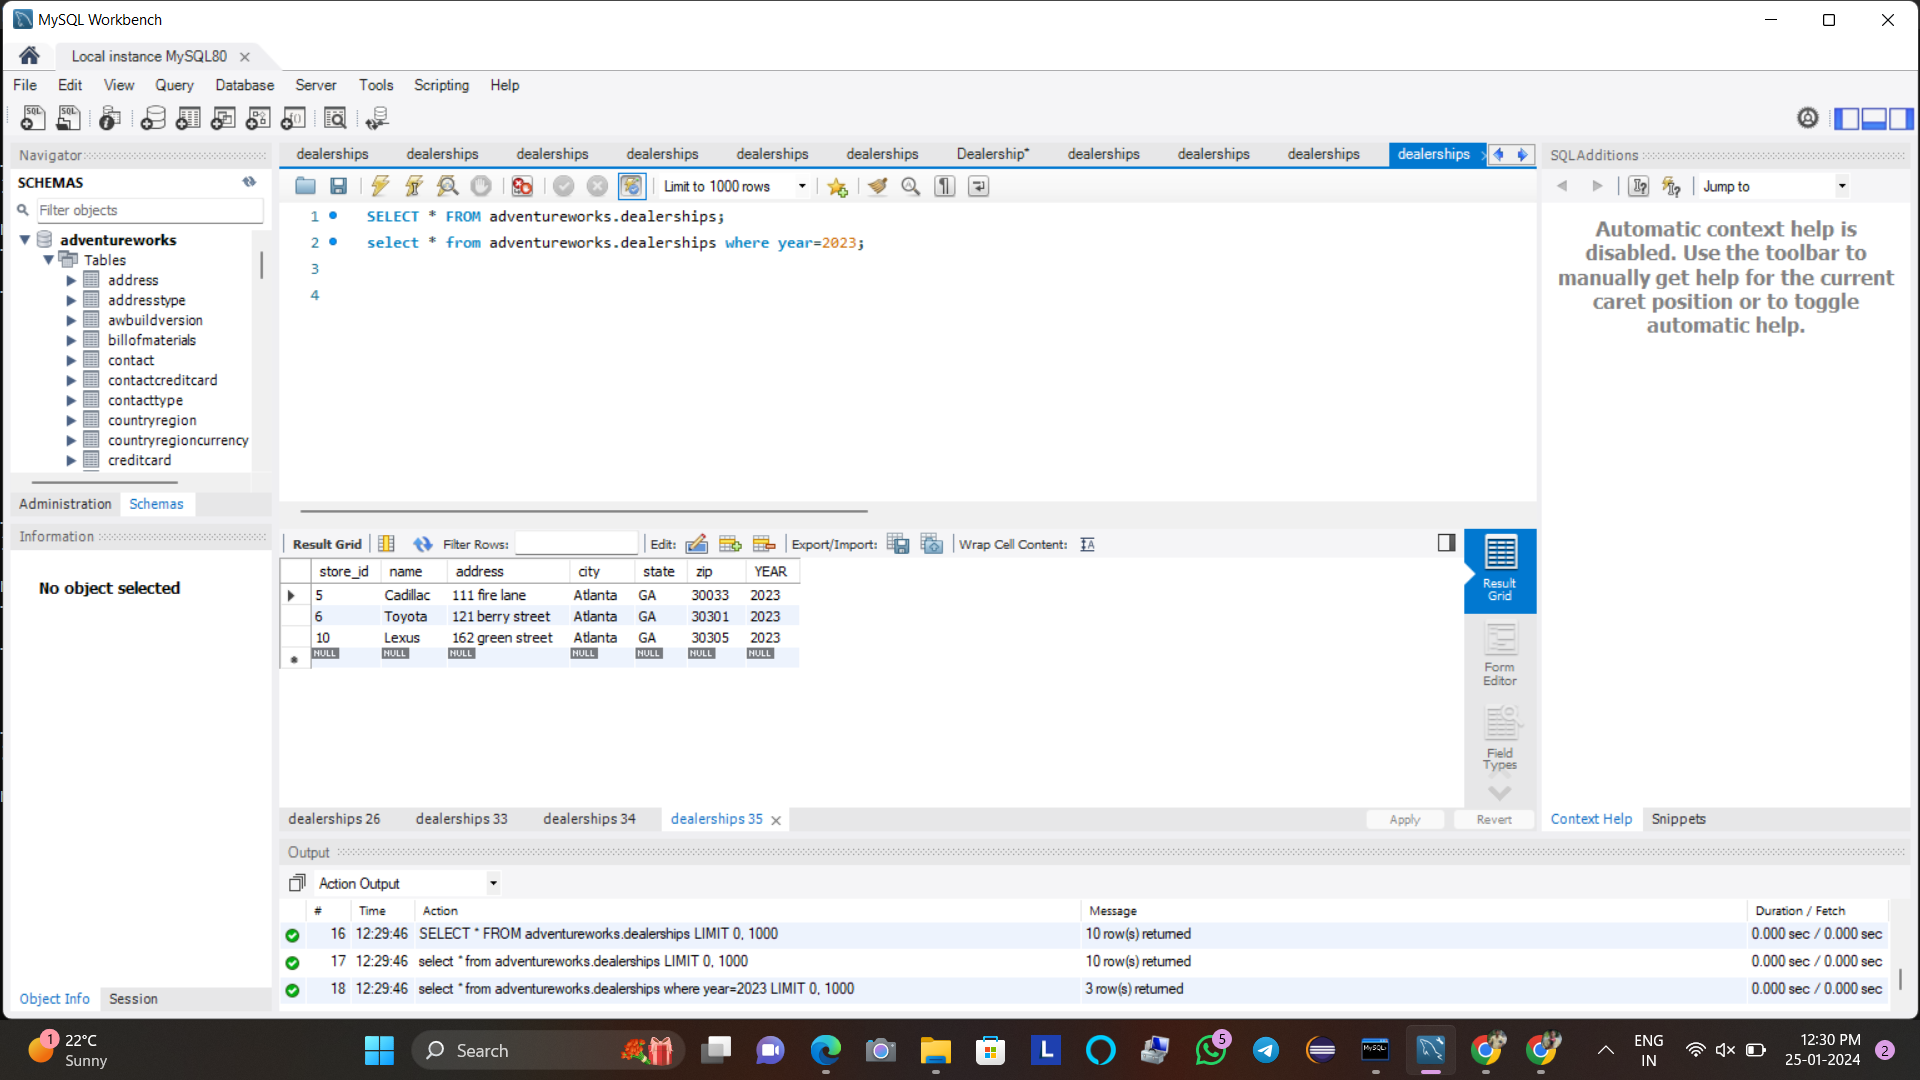 MySQL Workbench
Local instance MySQL80
File Edit View Query Database Server Tools Scripting Help
Navigator
SCHEMAS
Filter objects
adventureworks
Tables
address
addresstype
awbuildversion
billofmaterials
contact
contactcreditcard
contacttype
countryregion
countryregioncurrency
creditcard
Administration Schemas
Information
No object selected
Object Info Session
dealerships dealerships dealerships dealerships dealerships dealerships Dealership* dealerships dealerships dealerships dealerships
Limit to 1000 rows
1 SELECT * FROM adventureworks.dealerships;
2 select * from adventureworks.dealerships where year=2023;
3
4
Result Grid Filter Rows: Edit: Export/Import: Wrap Cell Content:
store_id name address city state zip YEAR
5 Cadillac 111 fire lane Atlanta GA 30033 2023
6 Toyota 121 berry street Atlanta GA 30301 2023
10 Lexus 162 green street Atlanta GA 30305 2023
NULL NULL NULL NULL NULL NULL NULL
Result
Grid
Form
Editor
Field
Types
dealerships 26 dealerships 33 dealerships 34 dealerships 35 Apply Revert
SQLAdditions
Jump to
Automatic context help is
disabled. Use the toolbar to
manually get help for the current
caret position or to toggle
automatic help.
Context Help Snippets
Output
Action Output
# Time Action Message Duration / Fetch
16 12:29:46 SELECT * FROM adventureworks.dealerships LIMIT 0, 1000 10 row(s) returned 0.000 sec / 0.000 sec
17 12:29:46 select * from adventureworks.dealerships LIMIT 0, 1000 10 row(s) returned 0.000 sec / 0.000 sec
18 12:29:46 select * from adventureworks.dealerships where year=2023 LIMIT 0, 1000 3 row(s) returned 0.000 sec / 0.000 sec
1
22°C
Sunny
Search
L
5
MySQL
ENG
IN
12:30 PM
25-01-2024
2